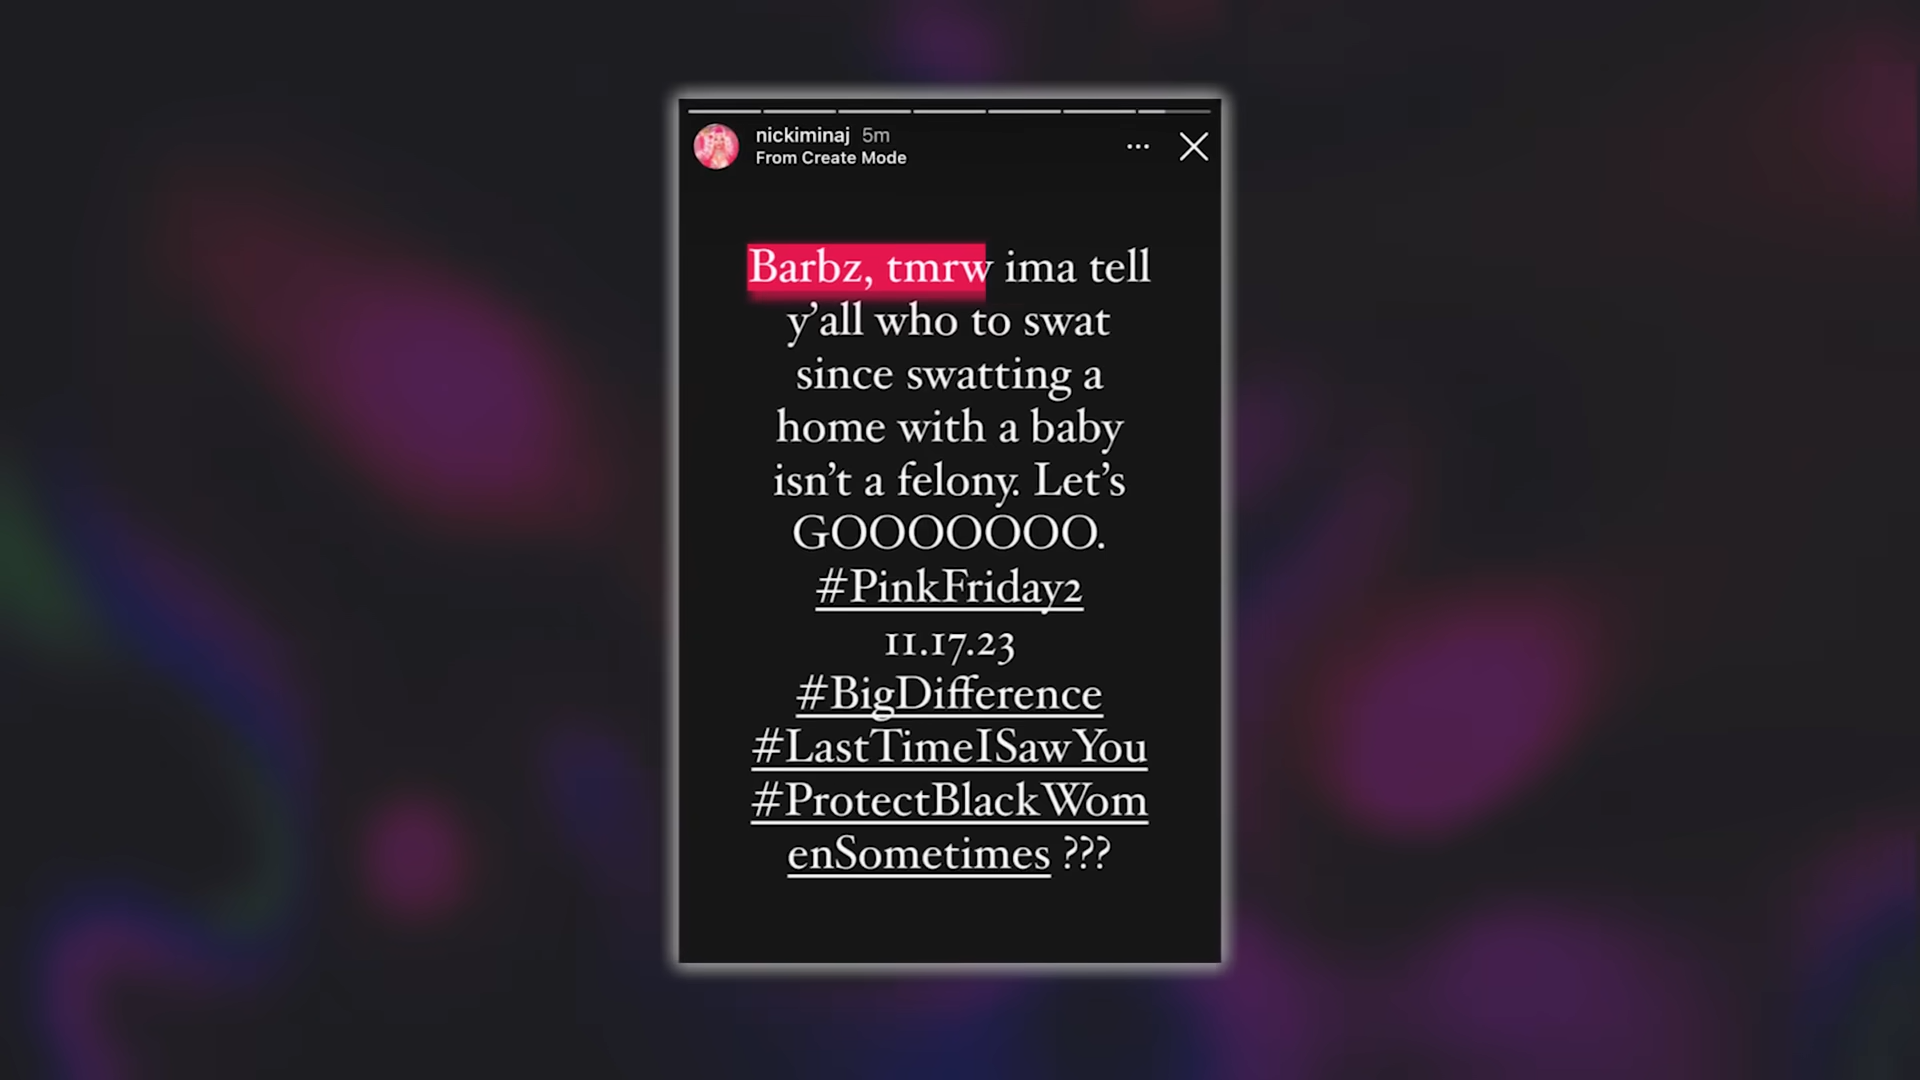 nickiminaj 5m
From Create Mode
Barbz, tmrw ima tell
y’all who to swat
since swatting a
home with a baby
isn’t a felony. Let’s
GOOOOOOO.
#PinkFriday2
11.17.23
#BigDifference
#LastTimeISawYou
#ProtectBlackWom
enSometimes ???